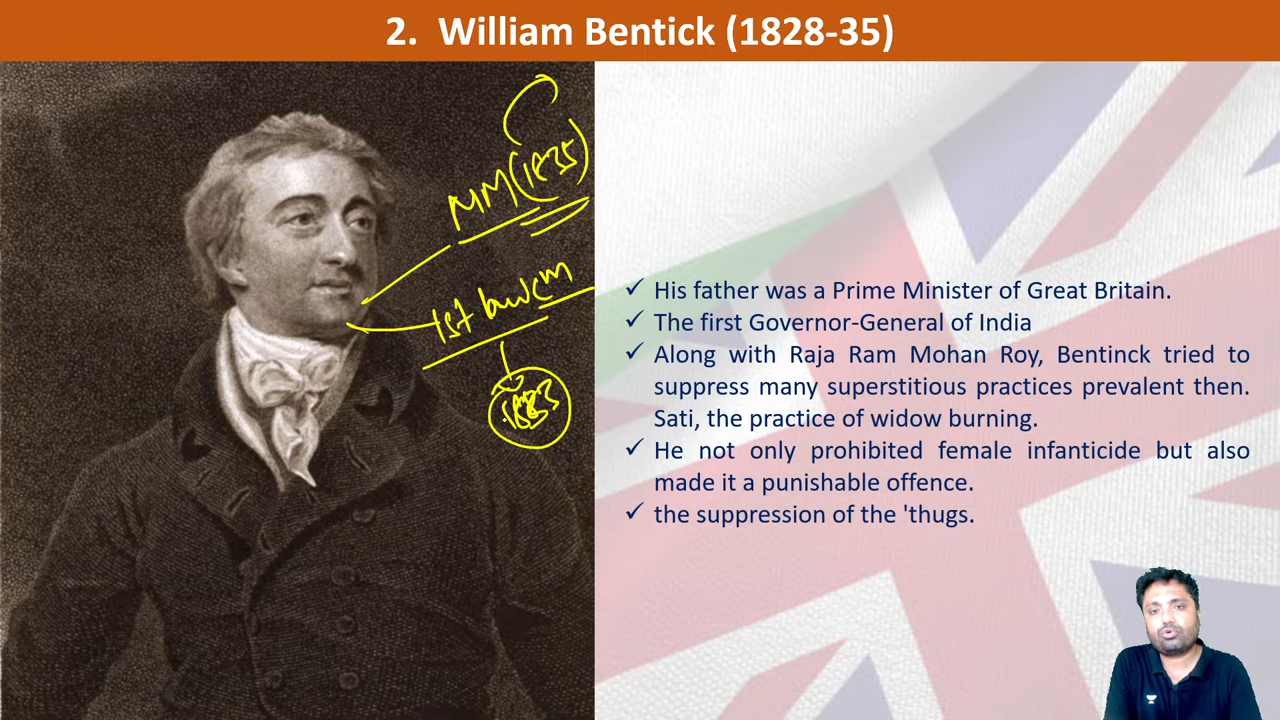 2. William Bentick (1828-35)
MM (1835)
1st law cm
1833
✓ His father was a Prime Minister of Great Britain.
✓ The first Governor-General of India
✓ Along with Raja Ram Mohan Roy, Bentinck tried to
suppress many superstitious practices prevalent then.
Sati, the practice of widow burning.
✓ He not only prohibited female infanticide but also
made it a punishable offence.
✓ the suppression of the 'thugs.